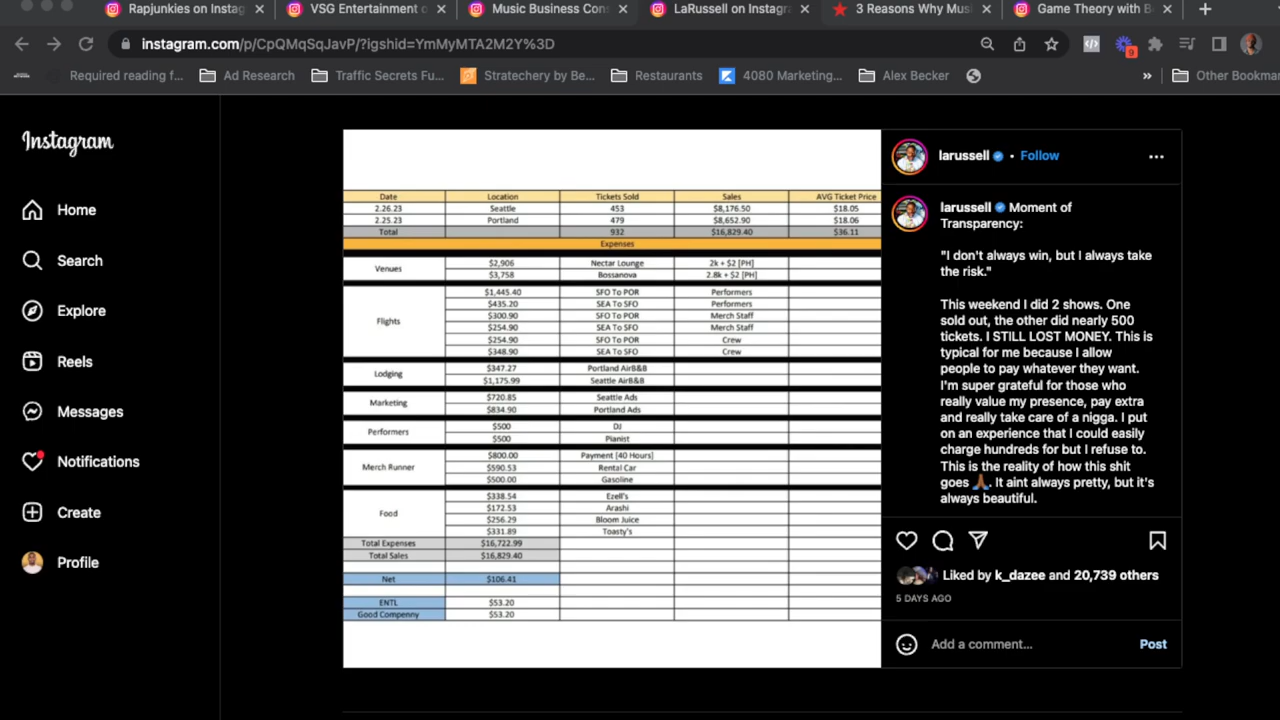 Rapjunkies on Instag
VSG Entertainment o
Music Business Con
LaRussell on Instagra
3 Reasons Why Musi
Game Theory with B
instagram.com/p/CpQMqSqJavP/?igshid=YmMyMTA2M2Y%3D
9
Required reading f...
Ad Research
Traffic Secrets Fu...
Stratechery by Be...
Restaurants
4080 Marketing...
Alex Becker
»
Other Bookmar
Instagram
Home
Search
Explore
Reels
Messages
Notifications
Create
Profile
Date Location Tickets Sold Sales AVG Ticket Price
2.26.23 Seattle 453 $8,176.50 $18.05
2.25.23 Portland 479 $8,652.90 $18.06
Total 932 $16,829.40 $36.11
Expenses
Venues
$2,906 Nectar Lounge 2k + $2 [PH]
$3,758 Bossanova 2.8k + $2 [PH]
Flights
$1,445.40 SFO To POR Performers
$435.20 SEA To SFO Performers
$300.90 SFO To POR Merch Staff
$254.90 SEA To SFO Merch Staff
$254.90 SFO To POR Crew
$348.90 SEA To SFO Crew
Lodging
$347.27 Portland AirB&B
$1,175.99 Seattle AirB&B
Marketing
$720.85 Seattle Ads
$834.90 Portland Ads
Performers
$500 DJ
$500 Pianist
Merch Runner
$800.00 Payment [40 Hours]
$590.53 Rental Car
$500.00 Gasoline
Food
$338.54 Ezell's
$172.53 Arashi
$256.29 Bloom Juice
$331.89 Toasty's
Total Expenses $16,722.99
Total Sales $16,829.40
Net $106.41
ENTL $53.20
Good Compenny $53.20
larussell • Follow
larussell Moment of
Transparency:
"I don't always win, but I always take
the risk."
This weekend I did 2 shows. One
sold out, the other did nearly 500
tickets. I STILL LOST MONEY. This is
typical for me because I allow
people to pay whatever they want.
I'm super grateful for those who
really value my presence, pay extra
and really take care of a nigga. I put
on an experience that I could easily
charge hundreds for but I refuse to.
This is the reality of how this shit
goes 🙏🏾. It aint always pretty, but it's
always beautiful.
Liked by k_dazee and 20,739 others
5 DAYS AGO
Add a comment...
Post